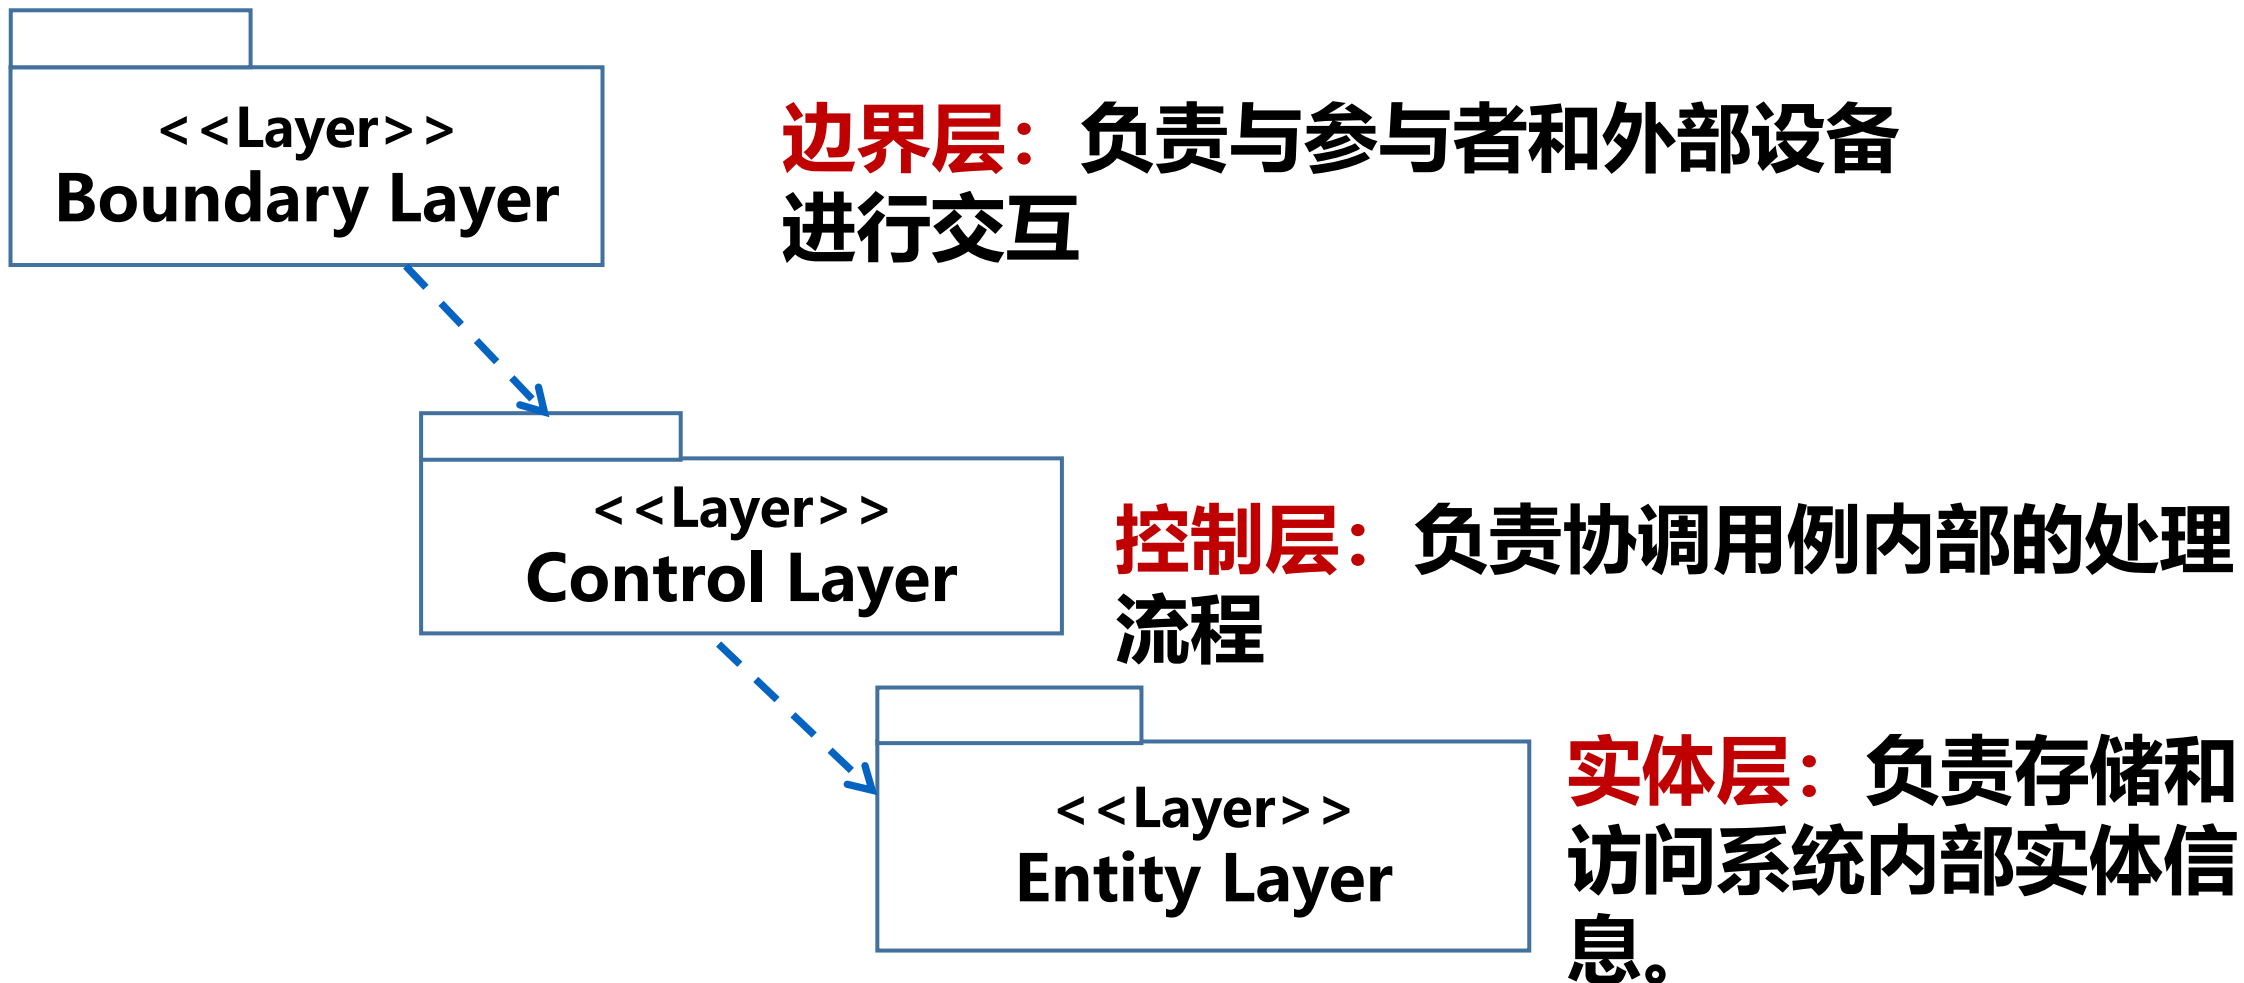 <<Layer>>
Boundary Layer
边界层：负责与参与者和外部设备
进行交互
<<Layer>>
Control Layer
控制层：负责协调用例内部的处理
流程
<<Layer>>
Entity Layer
实体层：负责存储和
访问系统内部实体信
息。